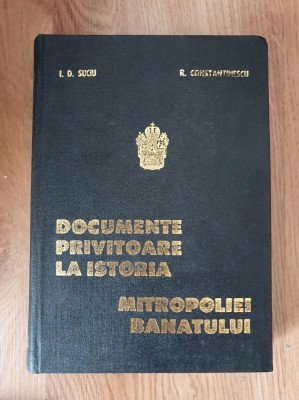 I. D. SUCIU R. CONSTANTINESCU
DOCUMENTE
PRIVITOARE
LA ISTORIA
MITROPOLIEI
BANATULUI